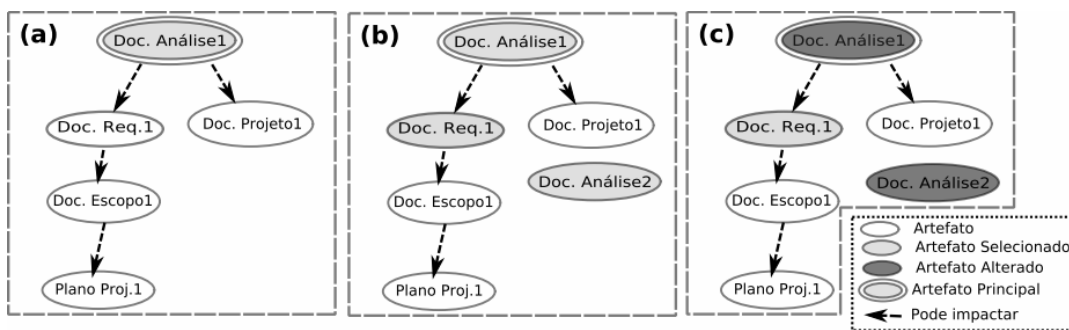 (a)
Doc. Análise1
Doc. Req.1
Doc. Projeto1
Doc. Escopo1
Plano Proj.1
(b)
Doc. Análise1
Doc. Req.1
Doc. Projeto1
Doc. Análise2
Doc. Escopo1
Plano Proj.1
(c)
Doc. Análise1
Doc. Req.1
Doc. Projeto1
Doc. Análise2
Doc. Escopo1
Plano Proj.1
Artefato
Artefato Selecionado
Artefato Alterado
Artefato Principal
Pode impactar